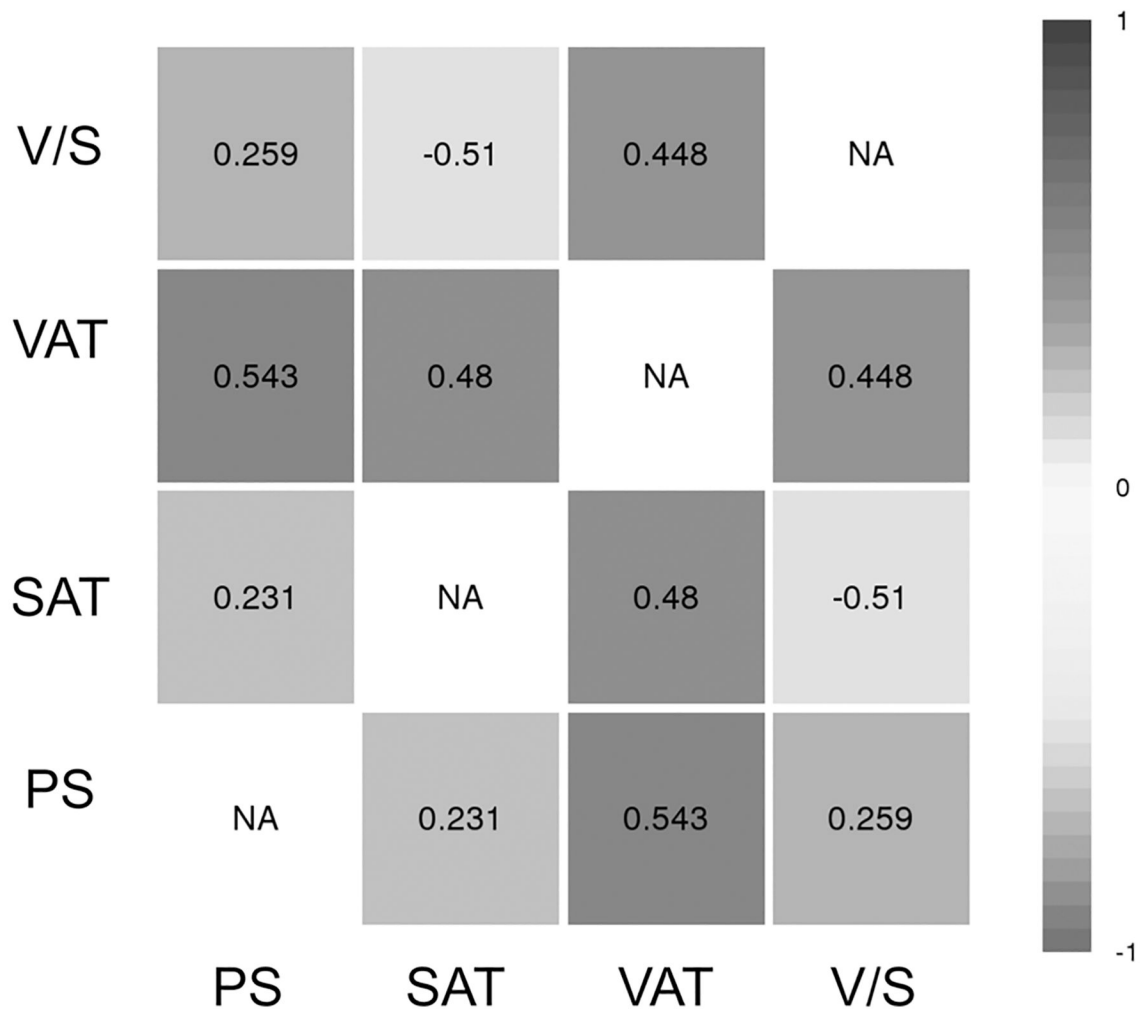 1
V/S 0.259 -0.51 0.448 NA
VAT 0.543 0.48 NA 0.448
0
SAT 0.231 NA 0.48 -0.51
PS NA 0.231 0.543 0.259
-1
PS SAT VAT V/S